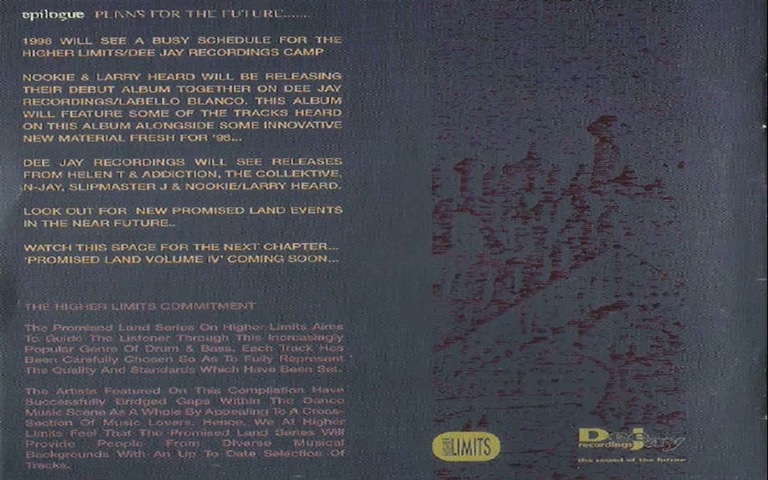 epilogue PLANS FOR THE FUTURE.......
1998 WILL SEE A BUSY SCHEDULE FOR THE
HIGHER LIMITS/DEE JAY RECORDINGS CAMP
NOOKIE & LARRY HEARD WILL BE RELEASING
THEIR DEBUT ALBUM TOGETHER ON DEE JAY
RECORDINGS/LABELLO BLANCO. THIS ALBUM
WILL FEATURE SOME OF THE TRACKS HEARD
ON THIS ALBUM ALONGSIDE SOME INNOVATIVE
NEW MATERIAL FRESH FOR '98...
DEE JAY RECORDINGS WILL SEE RELEASES
FROM HELEN T & ADDICTION, THE COLLEKTIVE,
N-JAY, SLIPMASTER J & NOOKIE/LARRY HEARD.
LOOK OUT FOR NEW PROMISED LAND EVENTS
IN THE NEAR FUTURE..
WATCH THIS SPACE FOR THE NEXT CHAPTER...
'PROMISED LAND VOLUME IV' COMING SOON...
THE HIGHER LIMITS COMMITMENT
The Promised Land Series On Higher Limits Aims
To Guide The Listener Through This Increasingly
Popular Genre Of Drum & Bass. Each Track Has
Been Carefully Chosen So As To Fully Represent
The Quality And Standards Which Have Been Set.
The Artists Featured On This Compilation Have
Successfully Bridged Gaps Within The Dance
Music Scene As A Whole By Appealing To A Cross-
Section Of Music Lovers. Hence, We At Higher
Limits Feel That The Promised Land Series Will
Provide People From Diverse Musical
Backgrounds With An Up To Date Selection Of
Tracks.
LIMITS
DeeJay
recordings
the sound of the future